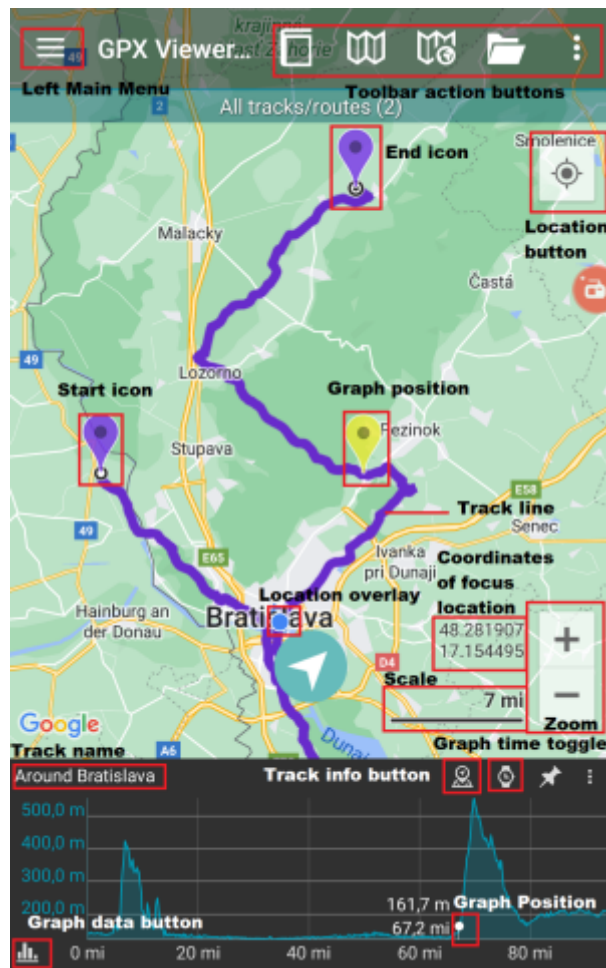 krajinná
GPX Viewer...
Left Main Menu
Toolbar action buttons
49
2
All tracks/routes (2)
Smolenice
End icon
Location
button
Malacky
Častá
49
Lozorno
Start icon
Graph position
Pezinok
Stupava
E58
Track line
Senec
49
E65
Ivanka
pri Dunaji
Coordinates
of focus
location
Location overlay
Hainburg an
der Donau
Bratislava
48.281907
17.154495
+
D4
Scale
7 mi
−
Zoom
Google
Dunaj
Graph time toggle
Track name
A6
Around Bratislava
Track info button
500,0 m
400,0 m
300,0 m
200,0 m
161,7 m
Graph Position
Graph data button
67,2 mi
0 mi
20 mi
40 mi
60 mi
80 mi